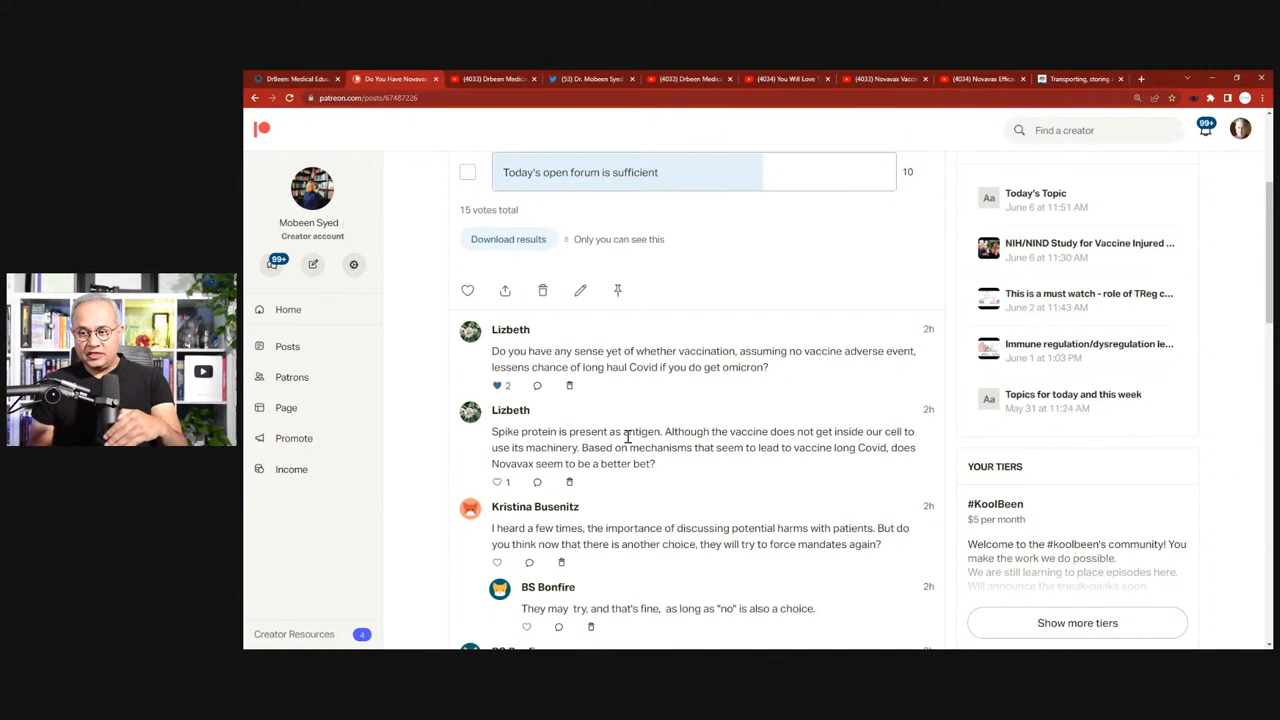 DrBeen: Medical Educ
Do You Have Novavax
(4033) Drbeen Medica
(53) Dr. Mobeen Syed
(4033) Drbeen Medica
(4034) You Will Love T
(4033) Novavax Vacci
(4034) Novavax Efficac
Transporting, storing a
patreon.com/posts/67487226
Find a creator
99+
Mobeen Syed
Creator account
99+
Home
Posts
Patrons
Page
Promote
Income
Creator Resources
4
Today's open forum is sufficient
10
15 votes total
Download results
Only you can see this
Lizbeth
2h
Do you have any sense yet of whether vaccination, assuming no vaccine adverse event,
lessens chance of long haul Covid if you do get omicron?
2
Lizbeth
2h
Spike protein is present as antigen. Although the vaccine does not get inside our cell to
use its machinery. Based on mechanisms that seem to lead to vaccine long Covid, does
Novavax seem to be a better bet?
1
Kristina Busenitz
2h
I heard a few times, the importance of discussing potential harms with patients. But do
you think now that there is another choice, they will try to force mandates again?
BS Bonfire
2h
They may try, and that's fine, as long as "no" is also a choice.
Aa
Today's Topic
June 6 at 11:51 AM
NIH/NIND Study for Vaccine Injured ...
June 6 at 11:30 AM
This is a must watch - role of TReg c...
June 2 at 11:43 AM
Immune regulation/dysregulation le...
June 1 at 1:03 PM
Aa
Topics for today and this week
May 31 at 11:24 AM
YOUR TIERS
#KoolBeen
$5 per month
Welcome to the #koolbeen's community! You
make the work we do possible.
We are still learning to place episodes here.
Will announce the sneak-peaks soon.
Show more tiers